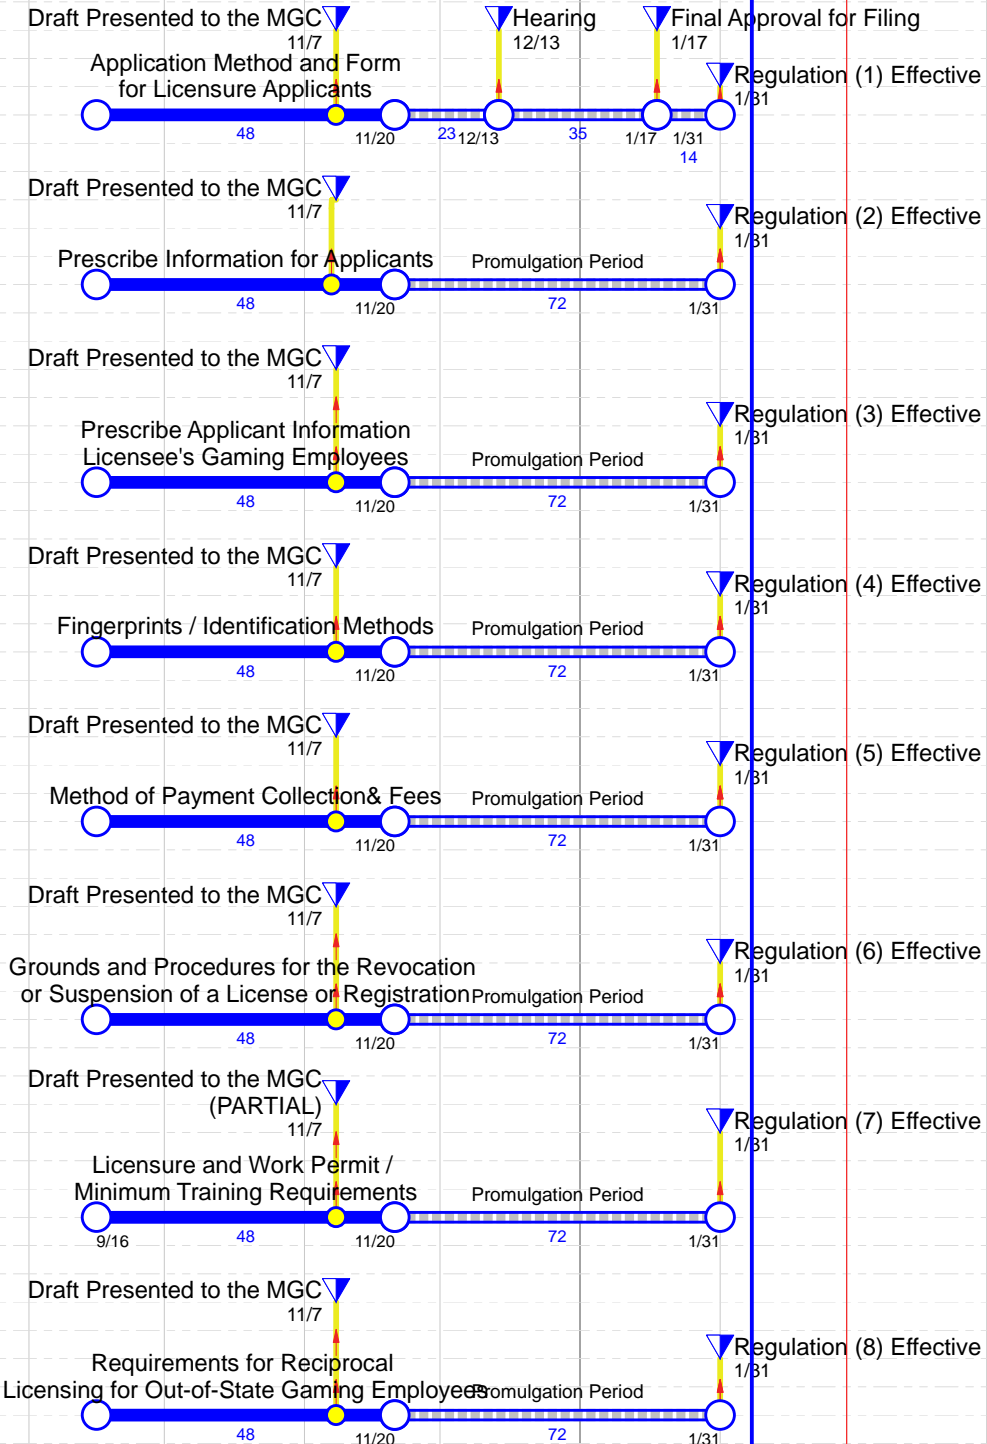 Draft Presented to the MGC
11/7
Hearing
12/13
Final Approval for Filing
1/17
Application Method and Form
for Licensure Applicants
Regulation (1) Effective
1/31
48
11/20
23
12/13
35
1/17
1/31
14
Draft Presented to the MGC
11/7
Regulation (2) Effective
1/31
Prescribe Information for Applicants
Promulgation Period
48
11/20
72
1/31
Draft Presented to the MGC
11/7
Regulation (3) Effective
1/31
Prescribe Applicant Information
Licensee's Gaming Employees
Promulgation Period
48
11/20
72
1/31
Draft Presented to the MGC
11/7
Regulation (4) Effective
1/31
Fingerprints / Identification Methods
Promulgation Period
48
11/20
72
1/31
Draft Presented to the MGC
11/7
Regulation (5) Effective
1/31
Method of Payment Collection& Fees
Promulgation Period
48
11/20
72
1/31
Draft Presented to the MGC
11/7
Regulation (6) Effective
1/31
Grounds and Procedures for the Revocation
or Suspension of a License or Registration
Promulgation Period
48
11/20
72
1/31
Draft Presented to the MGC
(PARTIAL)
11/7
Regulation (7) Effective
1/31
Licensure and Work Permit /
Minimum Training Requirements
Promulgation Period
9/16
48
11/20
72
1/31
Draft Presented to the MGC
11/7
Regulation (8) Effective
1/31
Requirements for Reciprocal
Licensing for Out-of-State Gaming Employees
Promulgation Period
48
11/20
72
1/31